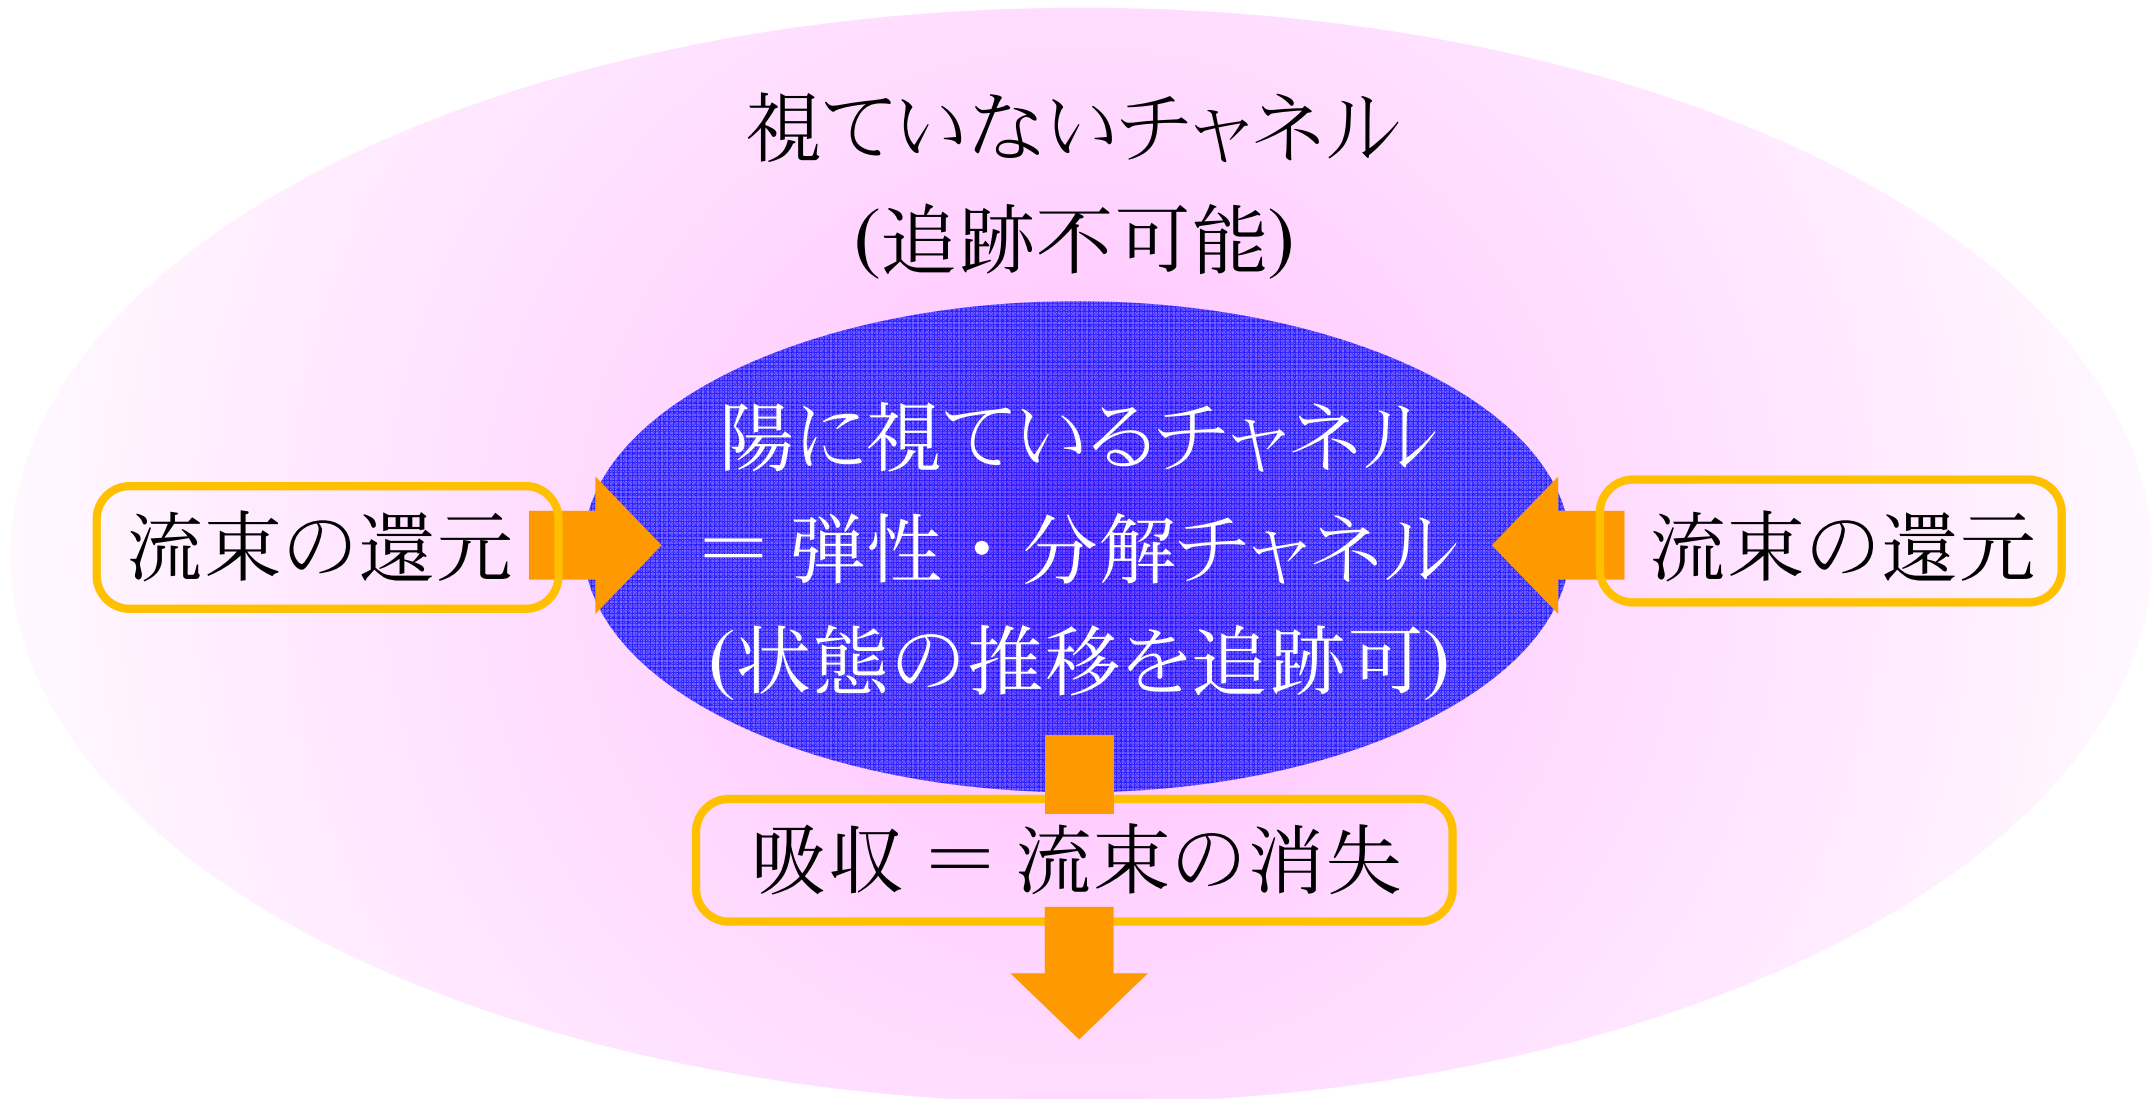 視ていないチャネル
(追跡不可能)
陽に視ているチャネル
＝ 弾性・分解チャネル
(状態の推移を追跡可)
流束の還元
流束の還元
吸収 ＝ 流束の消失